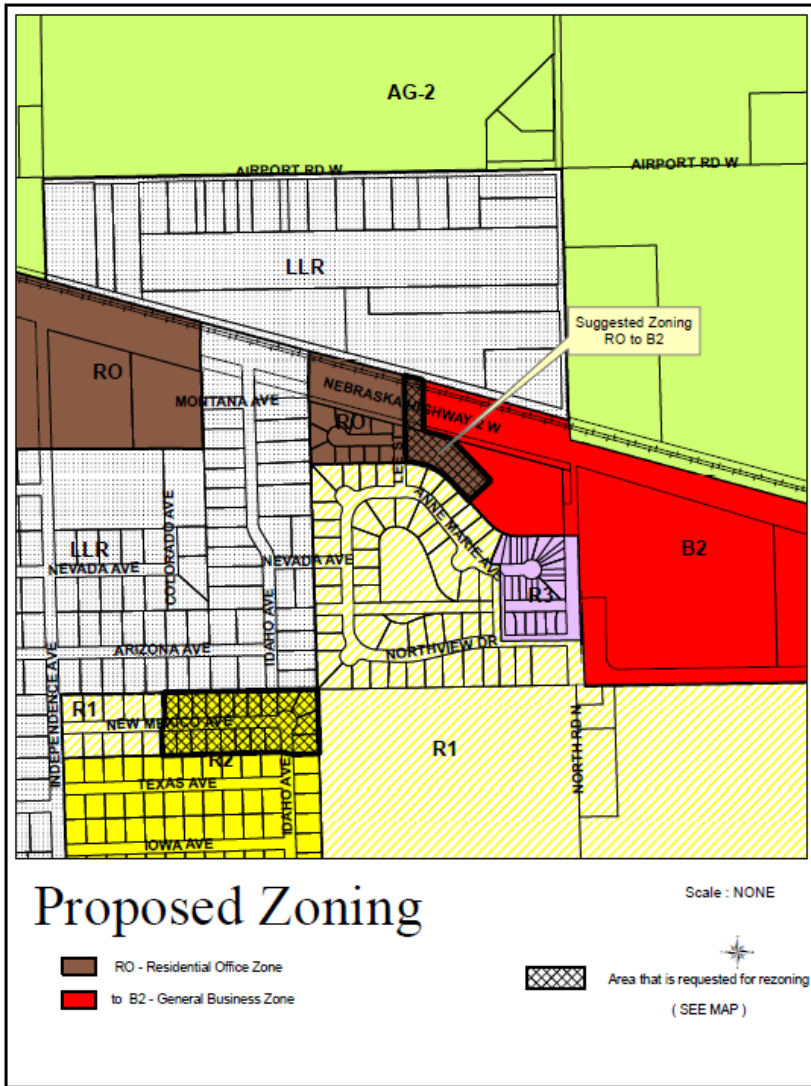 AG-2
AIRPORT RD W
AIRPORT RD W
LLR
Suggested Zoning
RO to B2
RO
NEBRASKA HIGHWAY 2 W
MONTANA AVE
RO
LEE ST
ANNE MARIE AVE
COLORADO AVE
LLR
NEVADA AVE
NEVADA AVE
B2
R3
IDAHO AVE
ARIZONA AVE
NORTHVIEW DR
INDEPENDENCE AVE
R1
NEW MEXICO AVE
R2
R1
NORTH RD N
TEXAS AVE
IDAHO AVE
IOWA AVE
Proposed Zoning
Scale : NONE
RO - Residential Office Zone
to B2 - General Business Zone
Area that is requested for rezoning
( SEE MAP )